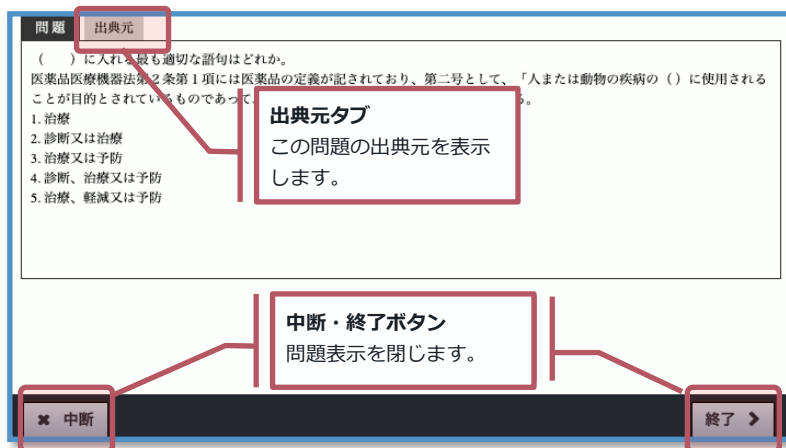 問題 出典元
（　　）に入れる最も適切な語句はどれか。
医薬品医療機器法第２条第１項には医薬品の定義が記されており、第二号として、「人または動物の疾病の（）に使用される
ことが目的とされているものであって、
る。
1. 治療
2. 診断又は治療
3. 治療又は予防
4. 診断、治療又は予防
5. 治療、軽減又は予防
出典元タブ
この問題の出典元を表示
します。
中断・終了ボタン
問題表示を閉じます。
✖ 中断
終了 ❯